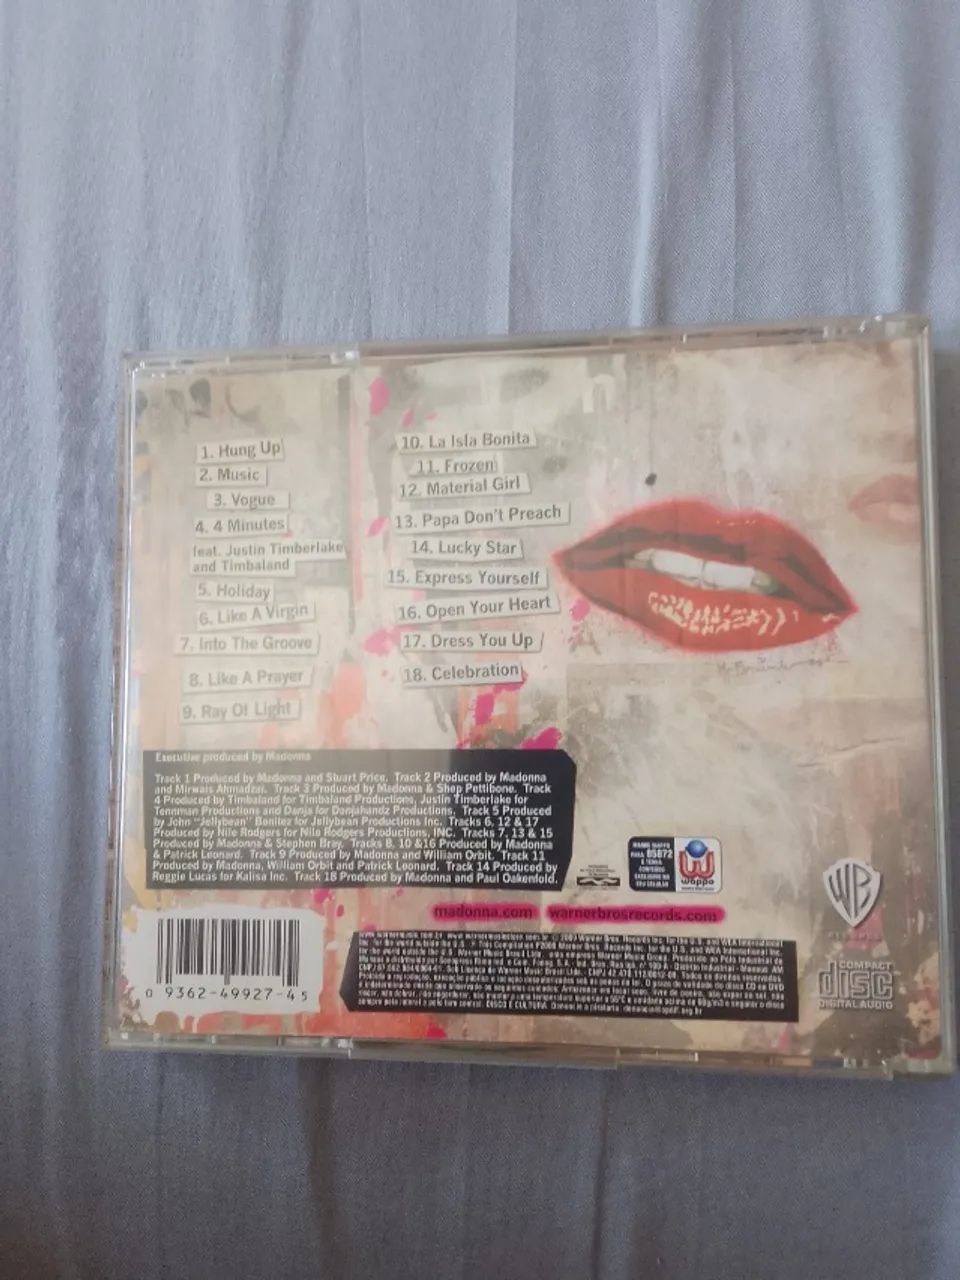 1. Hung Up
2. Music
3. Vogue
4. 4 Minutes
feat. Justin Timberlake
and Timbaland
5. Holiday
6. Like A Virgin
7. Into The Groove
8. Like A Prayer
9. Ray Of Light
10. La Isla Bonita
11. Frozen
12. Material Girl
13. Papa Don't Preach
14. Lucky Star
15. Express Yourself
16. Open Your Heart
17. Dress You Up
18. Celebration
Executive produced by Madonna
Track 1 Produced by Madonna and Stuart Price. Track 2 Produced by Madonna
and Mirwais Ahmadzai. Track 3 Produced by Madonna & Shep Pettibone. Track
4 Produced by Timbaland for Timbaland Productions, Justin Timberlake for
Tennman Productions and Danja for Danjahandz Productions. Track 5 Produced
by John "Jellybean" Benitez for Jellybean Productions Inc. Tracks 6, 12 & 17
Produced by Nile Rodgers for Nile Rodgers Productions, INC. Tracks 7, 13 & 15
Produced by Madonna & Stephen Bray. Tracks 8, 10 &16 Produced by Madonna
& Patrick Leonard. Track 9 Produced by Madonna and William Orbit. Track 11
Produced by Madonna, William Orbit and Patrick Leonard. Track 14 Produced by
Reggie Lucas for Kalisa Inc. Track 18 Produced by Madonna and Paul Oakenfold.
wappo
madonna.com warnerbrosrecords.com
WB
COMPACT
disc
DIGITAL AUDIO
0 9362-49927-4 5